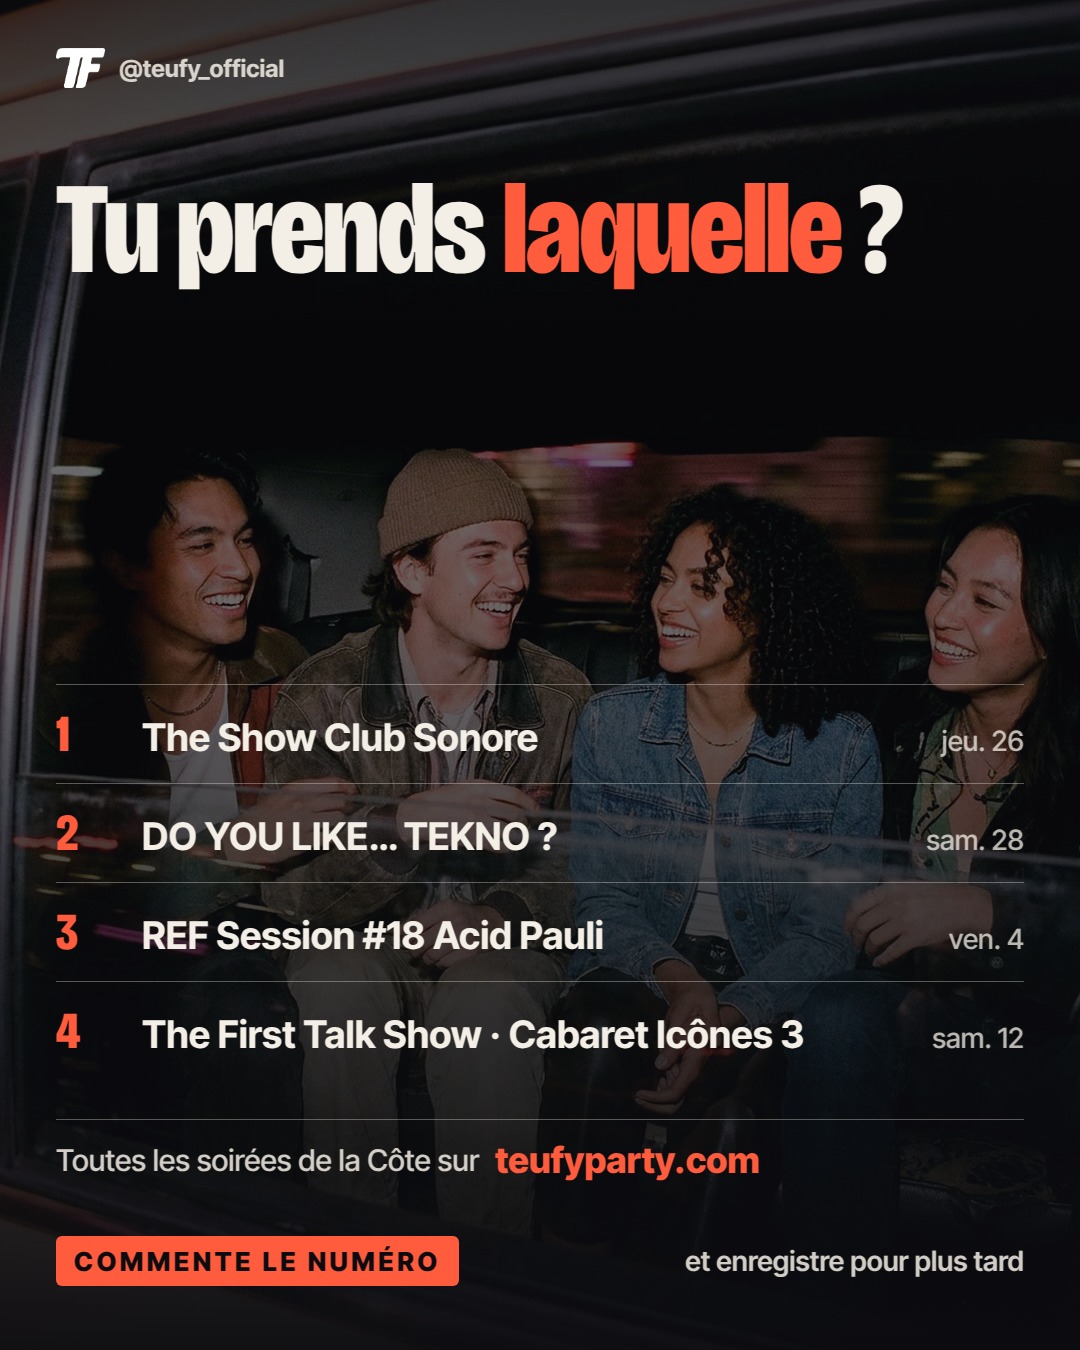 TF @teufy_official
Tu prends laquelle ?
1 The Show Club Sonore jeu. 26
2 DO YOU LIKE... TEKNO ? sam. 28
3 REF Session #18 Acid Pauli ven. 4
4 The First Talk Show · Cabaret Icônes 3 sam. 12
Toutes les soirées de la Côte sur teufyparty.com
COMMENTE LE NUMÉRO et enregistre pour plus tard